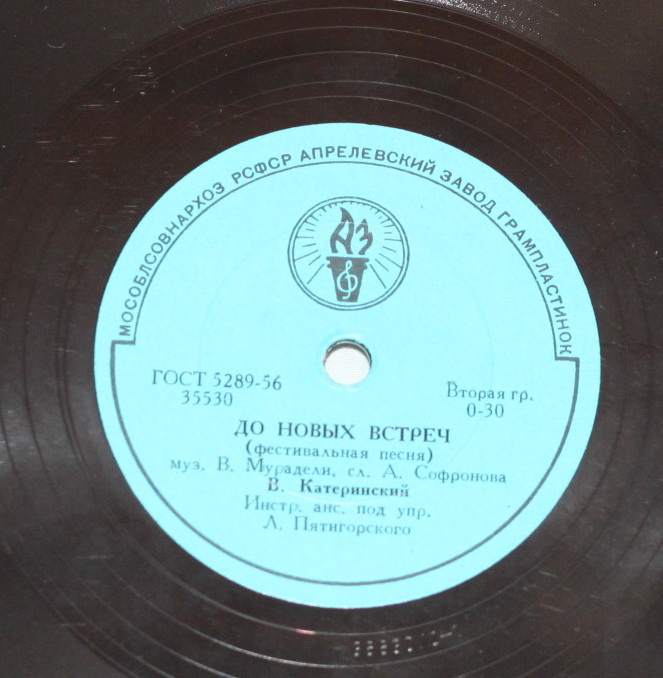 МОСОБЛСОВНАРХОЗ РСФСР АПРЕЛЕВСКИЙ ЗАВОД ГРАМПЛАСТИНОК
АЗ
ГОСТ 5289-56
35530
Вторая гр.
0-30
ДО НОВЫХ ВСТРЕЧ
(фестивальная песня)
муз. В. Мурадели, сл. А. Софронова
В. Катеринский
Инстр. анс. под упр.
Л. Пятигорского